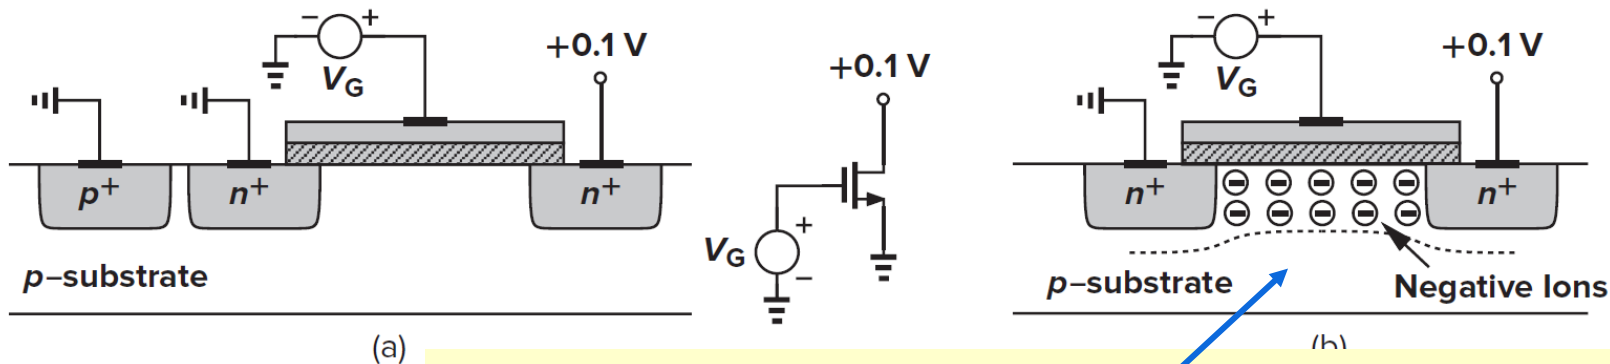 − +
V_G
+0.1 V
p+
n+
n+
p–substrate
(a)
+0.1 V
V_G
+
−
− +
V_G
+0.1 V
n+
n+
p–substrate
Negative Ions
(b)